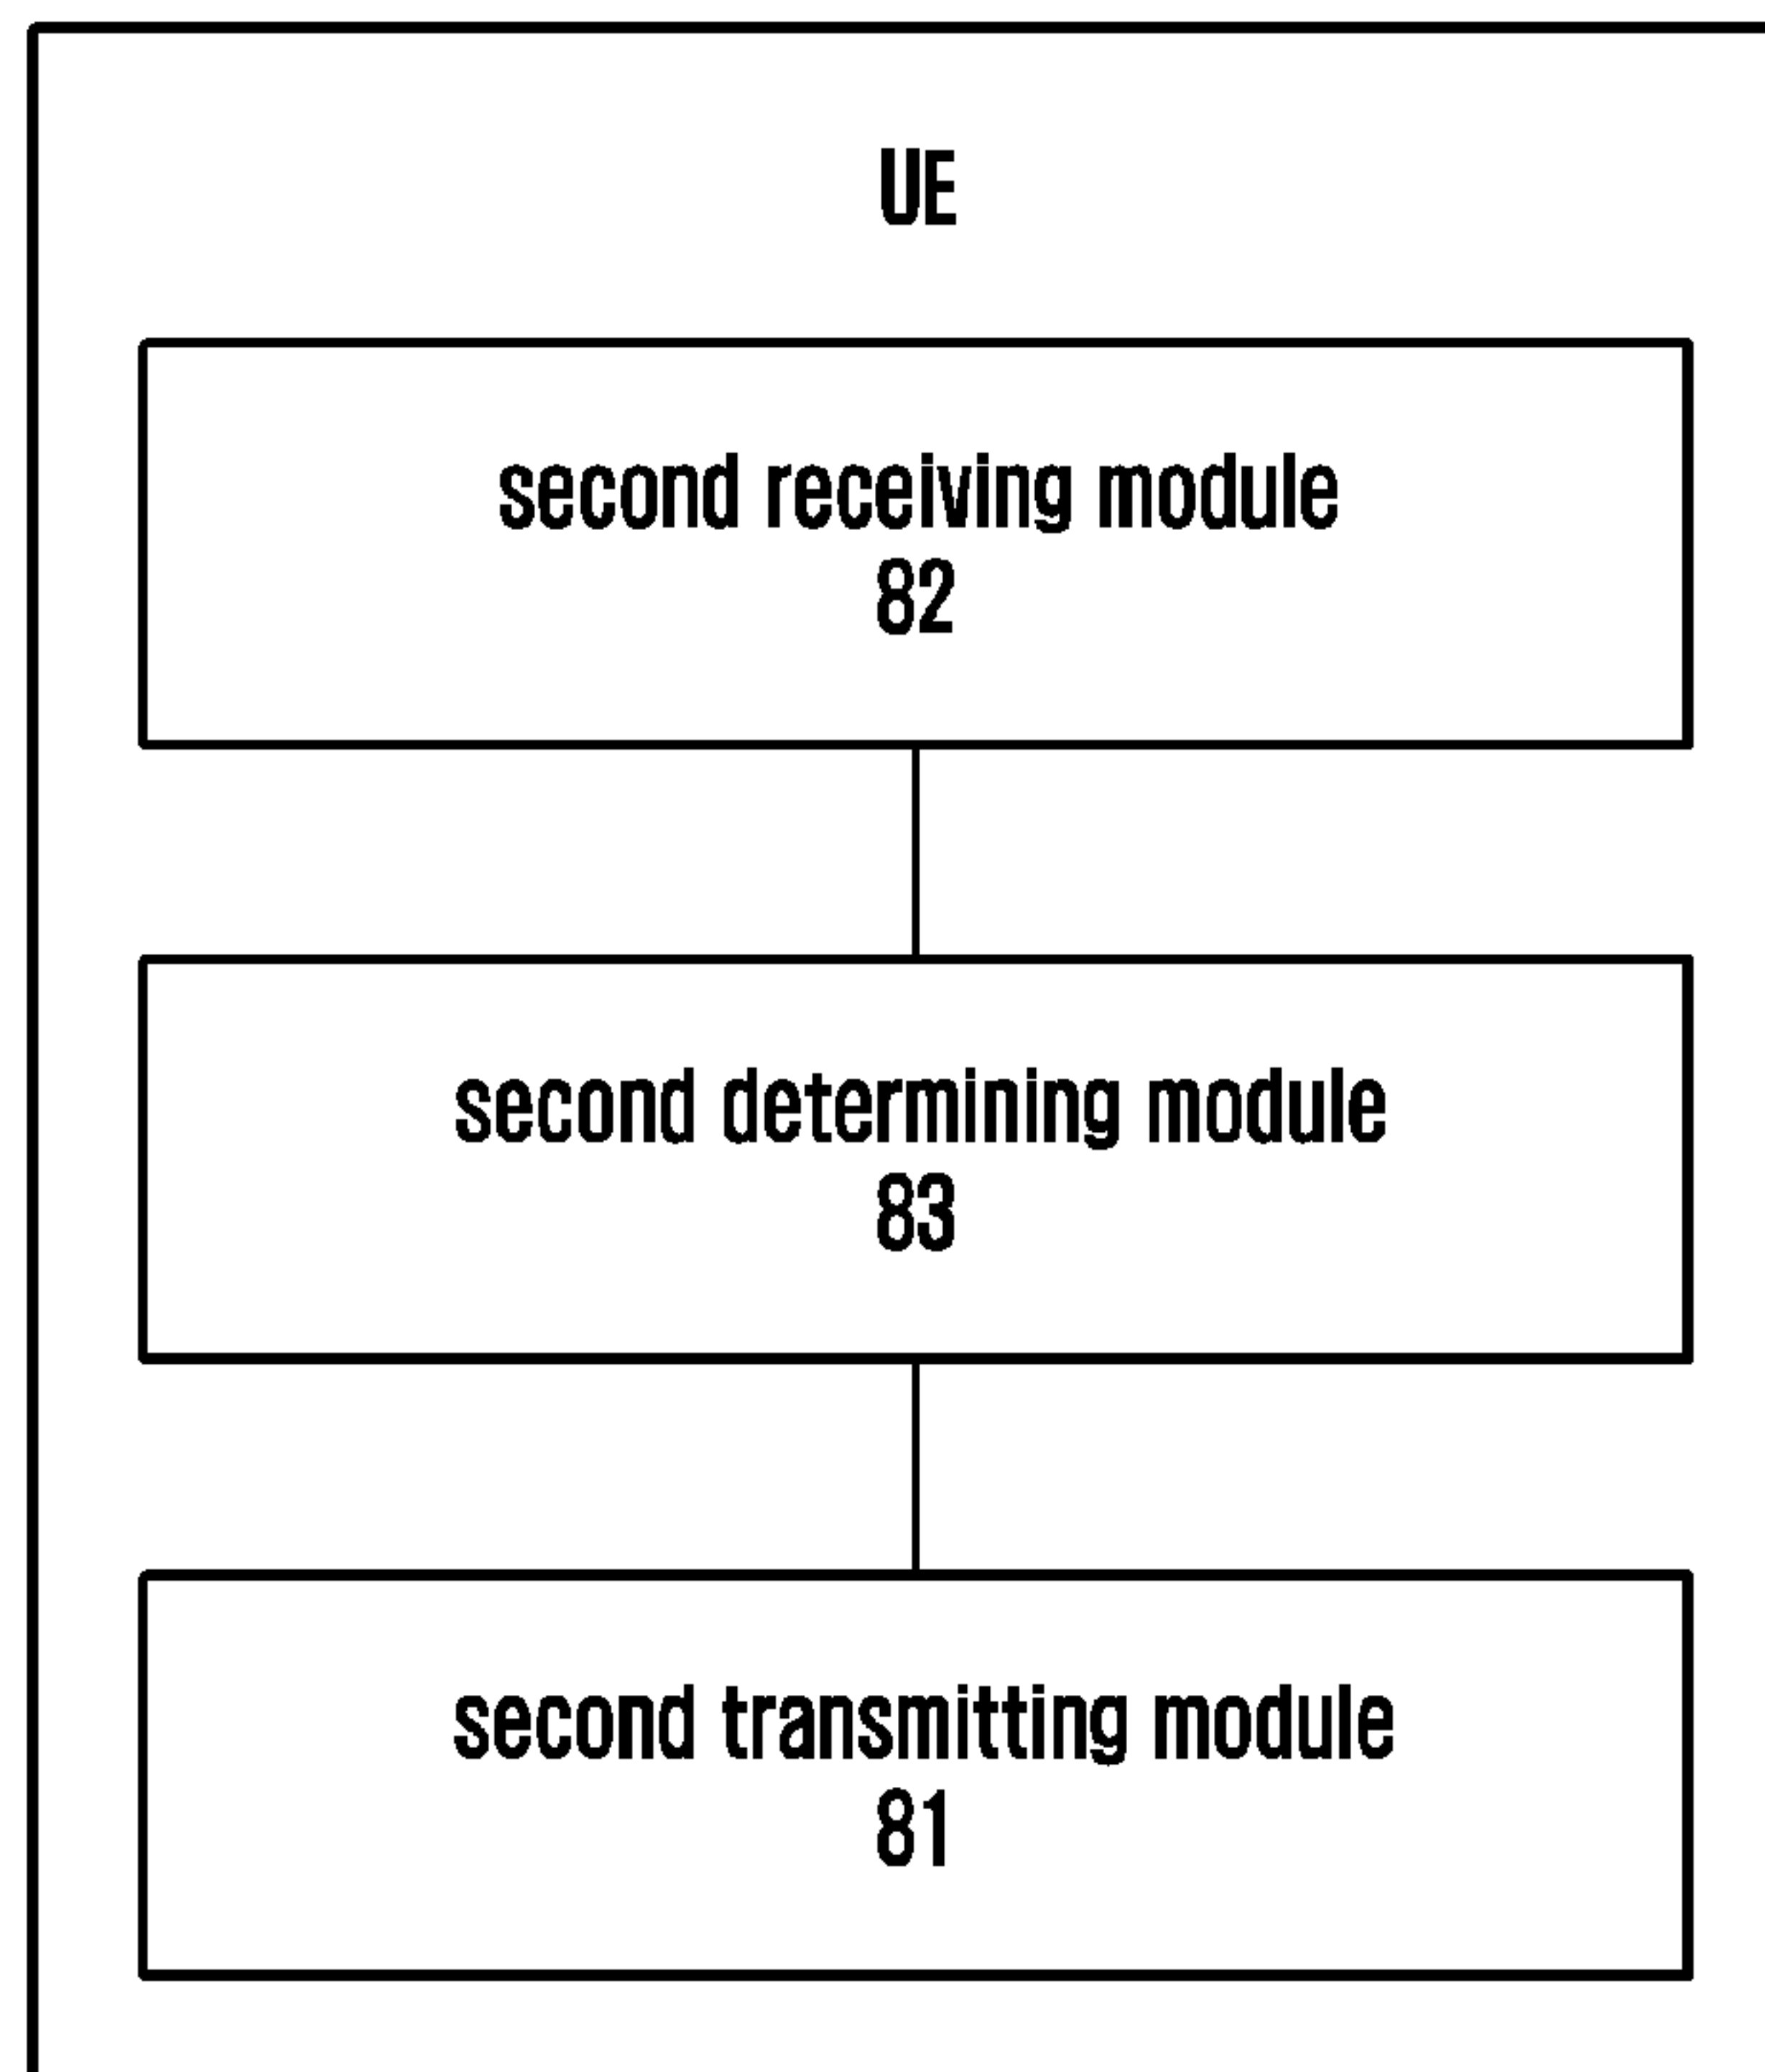 UE
second receiving module
82
second determining module
83
second transmitting module
81